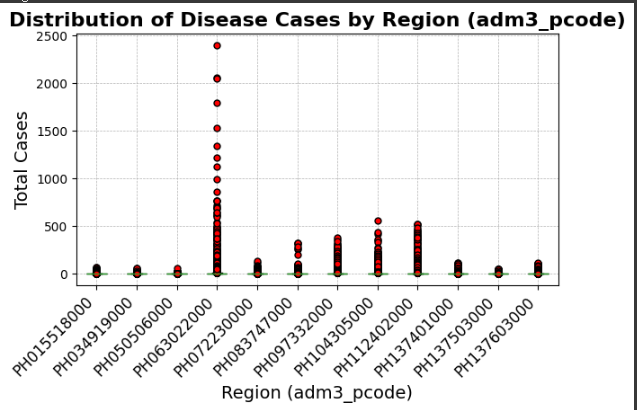 Distribution of Disease Cases by Region (adm3_pcode)
2500
2000
1500
1000
500
0
Total Cases
PH015518000
PH034919000
PH050506000
PH063022000
PH072230000
PH083747000
PH097332000
PH104305000
PH112402000
PH137401000
PH137503000
PH137603000
Region (adm3_pcode)